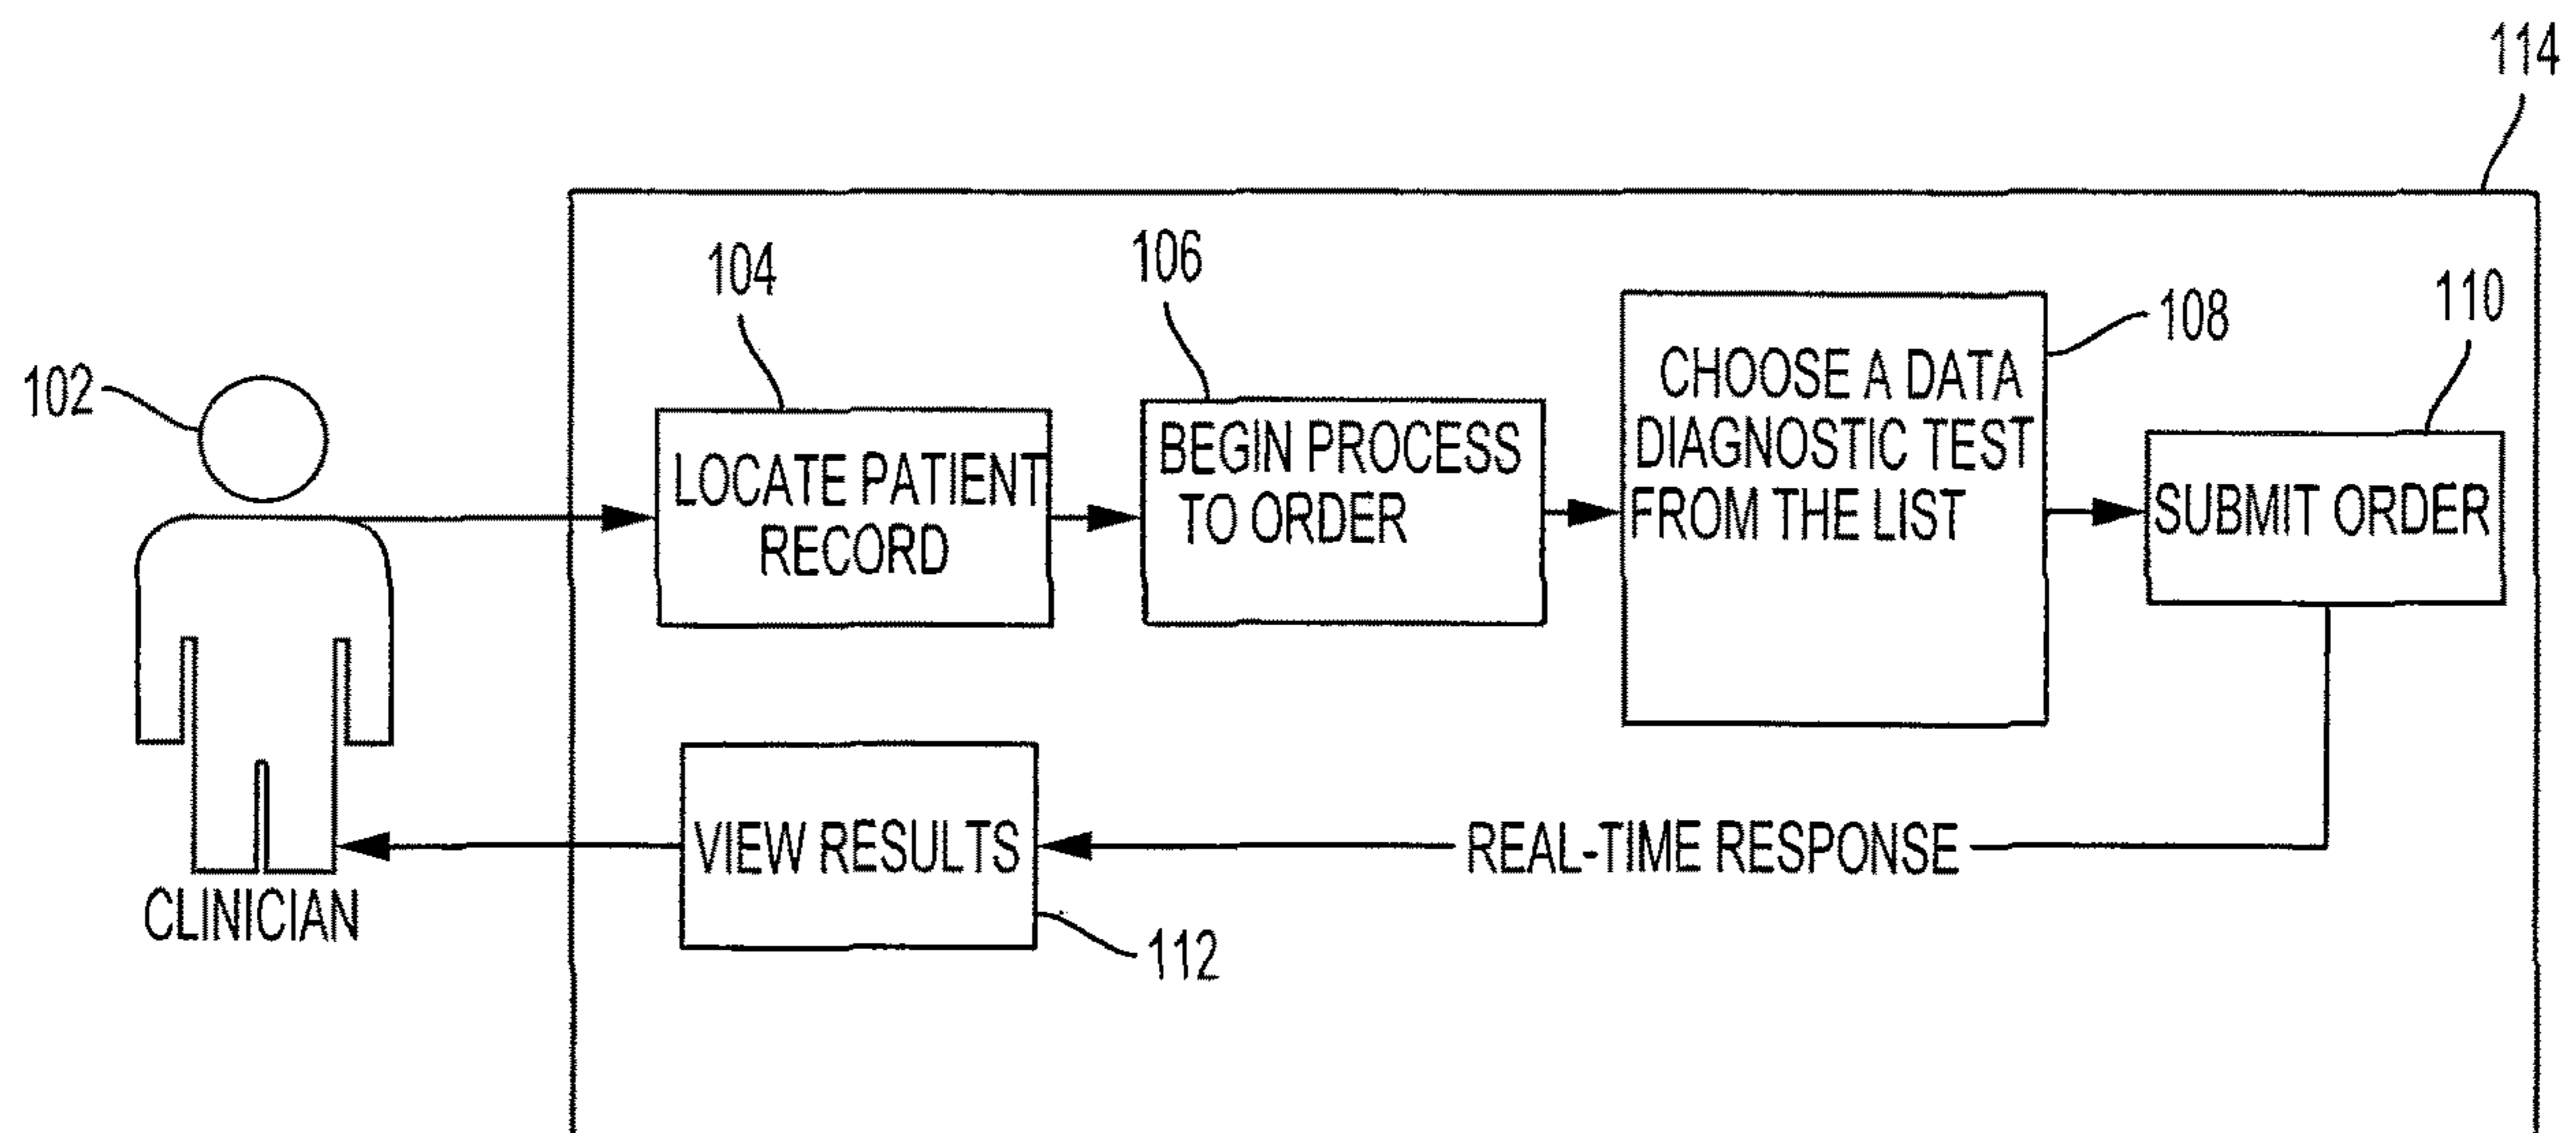 114
104
106
108
110
102
LOCATE PATIENT
RECORD
BEGIN PROCESS
TO ORDER
CHOOSE A DATA
DIAGNOSTIC TEST
FROM THE LIST
SUBMIT ORDER
VIEW RESULTS
REAL-TIME RESPONSE
CLINICIAN
112